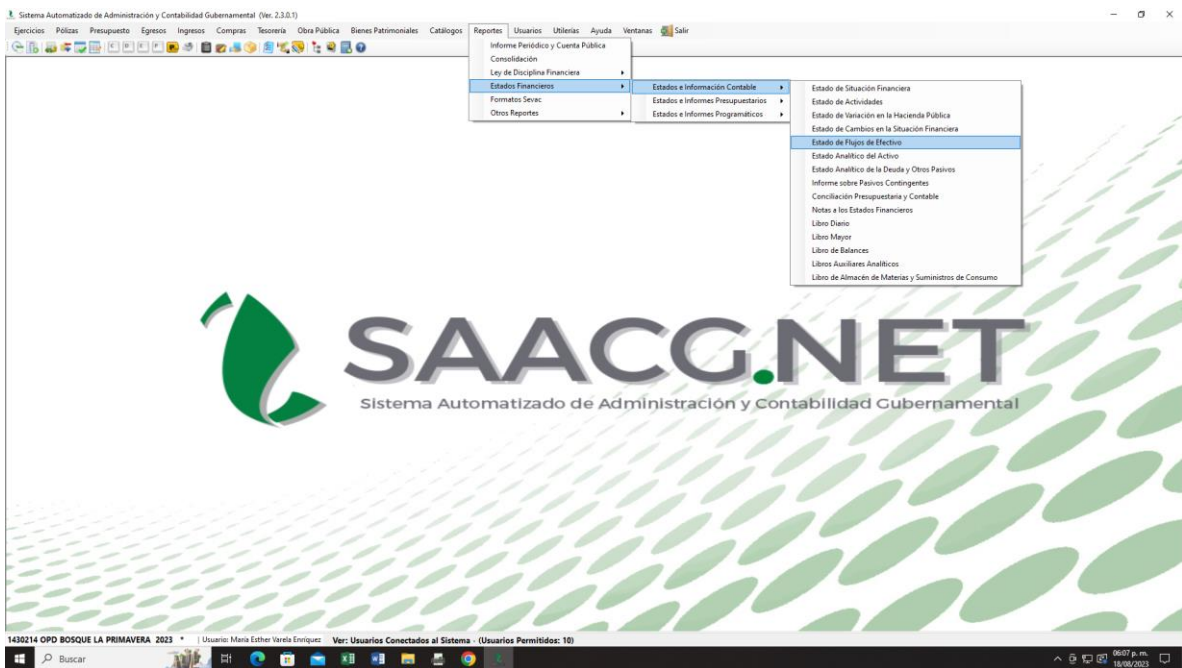 Sistema Automatizado de Administración y Contabilidad Gubernamental (Ver. 2.3.0.1)
Ejercicios Pólizas Presupuesto Egresos Ingresos Compras Tesorería Obra Pública Bienes Patrimoniales Catálogos Reportes Usuarios Utilerías Ayuda Ventanas Salir
Informe Periódico y Cuenta Pública
Consolidación
Ley de Disciplina Financiera
Estados Financieros
Formatos Sevac
Otros Reportes
Estados e Información Contable
Estados e Informes Presupuestarios
Estados e Informes Programáticos
Estado de Situación Financiera
Estado de Actividades
Estado de Variación en la Hacienda Pública
Estado de Cambios en la Situación Financiera
Estado de Flujos de Efectivo
Estado Analítico del Activo
Estado Analítico de la Deuda y Otros Pasivos
Informe sobre Pasivos Contingentes
Conciliación Presupuestaria y Contable
Notas a los Estados Financieros
Libro Diario
Libro Mayor
Libro de Balances
Libros Auxiliares Analíticos
Libro de Almacén de Materias y Suministros de Consumo
SAACG.NET
Sistema Automatizado de Administración y Contabilidad Gubernamental
1430214 OPD BOSQUE LA PRIMAVERA 2023 * | Usuario: María Esther Varela Enríquez Ver: Usuarios Conectados al Sistema - (Usuarios Permitidos: 10)
Buscar
06:07 p. m.
18/08/2023